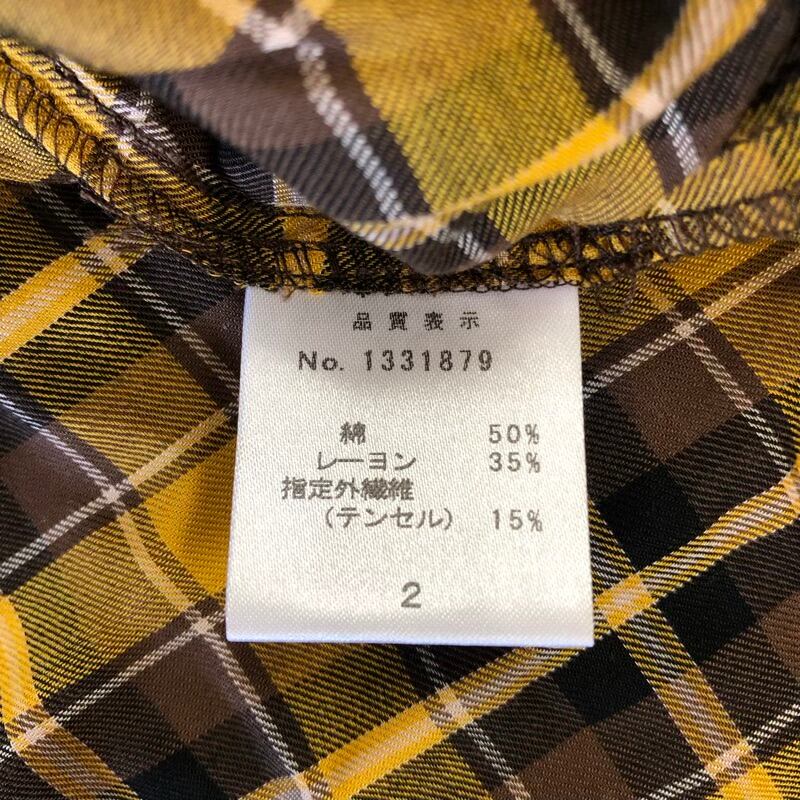 品質表示
No. 1331879
綿 50%
レーヨン 35%
指定外繊維
(テンセル) 15%
2